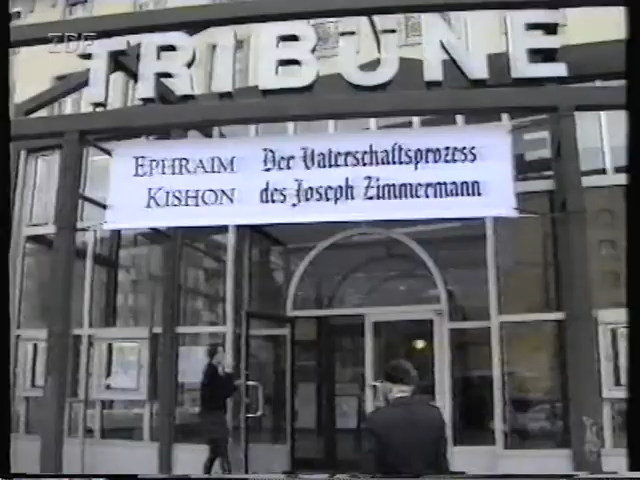 ZDF
TRIBÜNE
EPHRAIM Der Vaterschaftsprozess
KISHON des Joseph Zimmermann